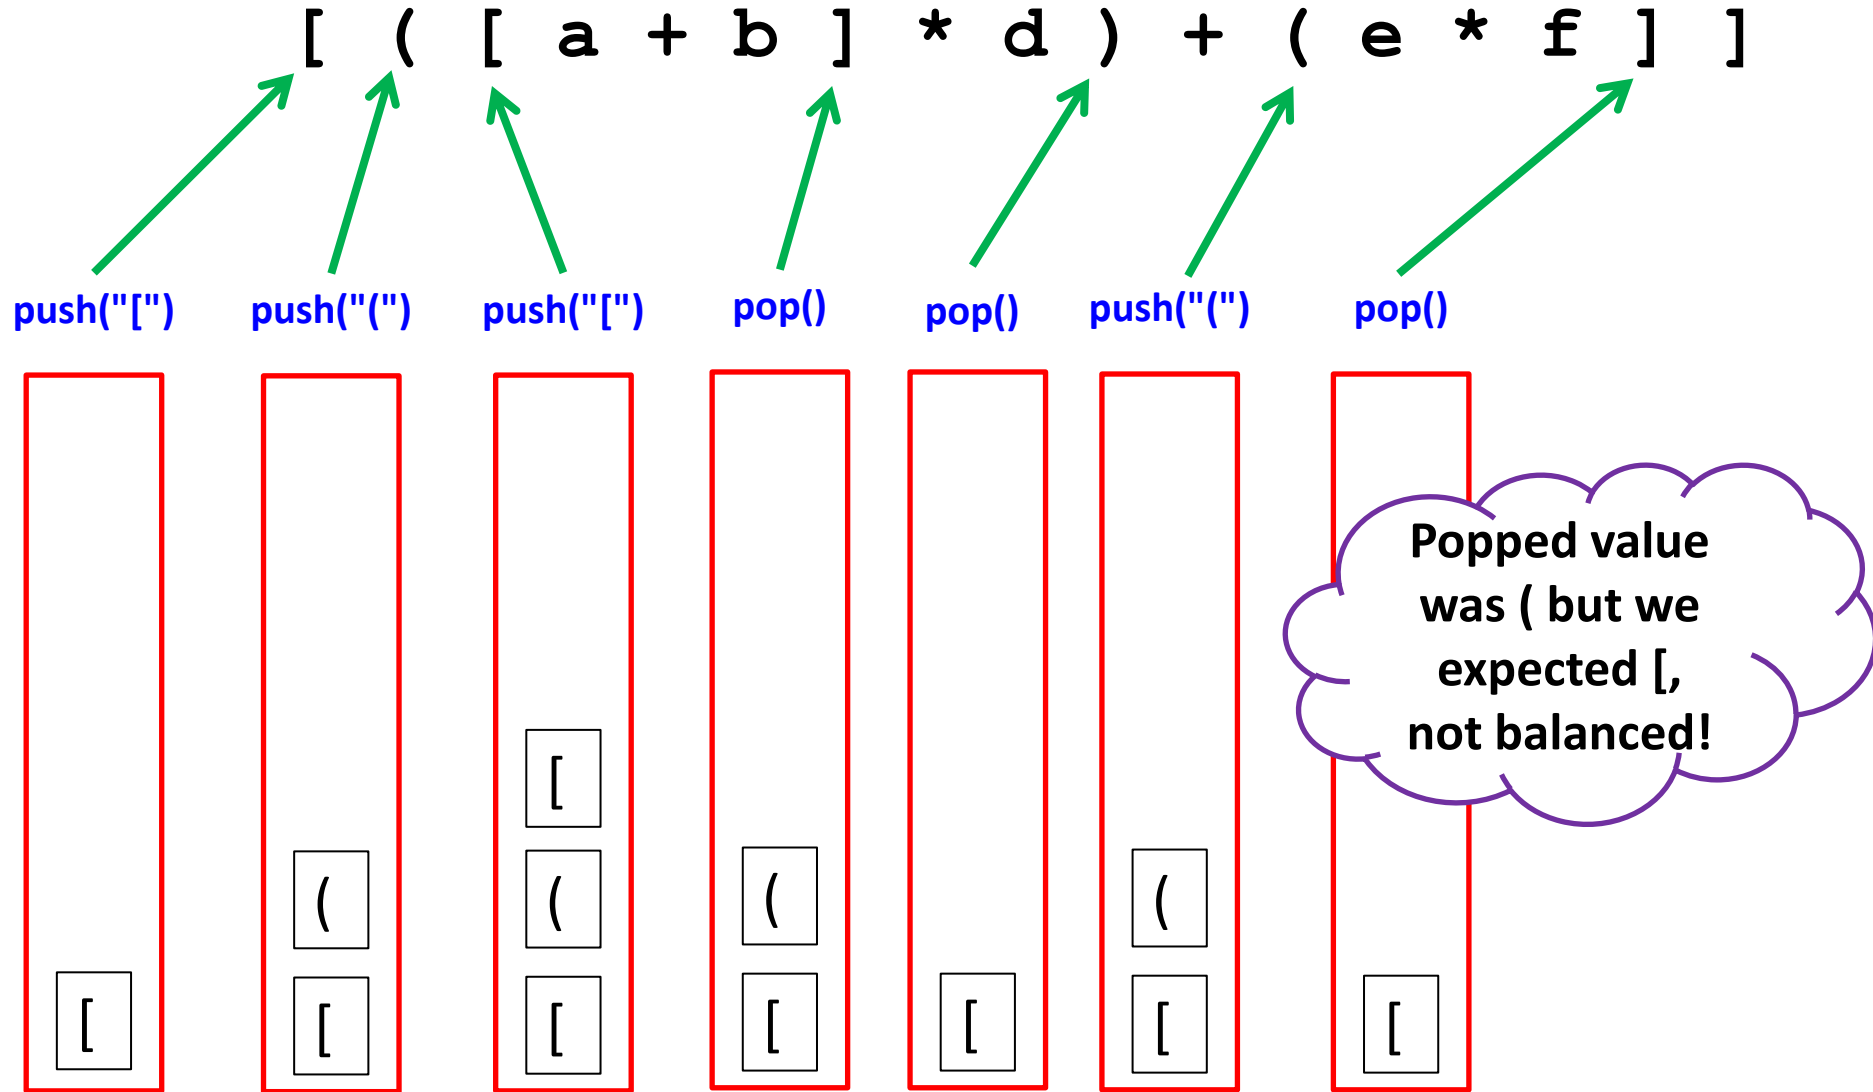 [ ( [ a + b ] * d ) + ( e * f ] ]
push("[") push("(") push("[") pop() pop() push("(") pop()
Popped value
was ( but we
expected [,
not balanced!
[
( ( ( (
[ [ [ [ [ [ [